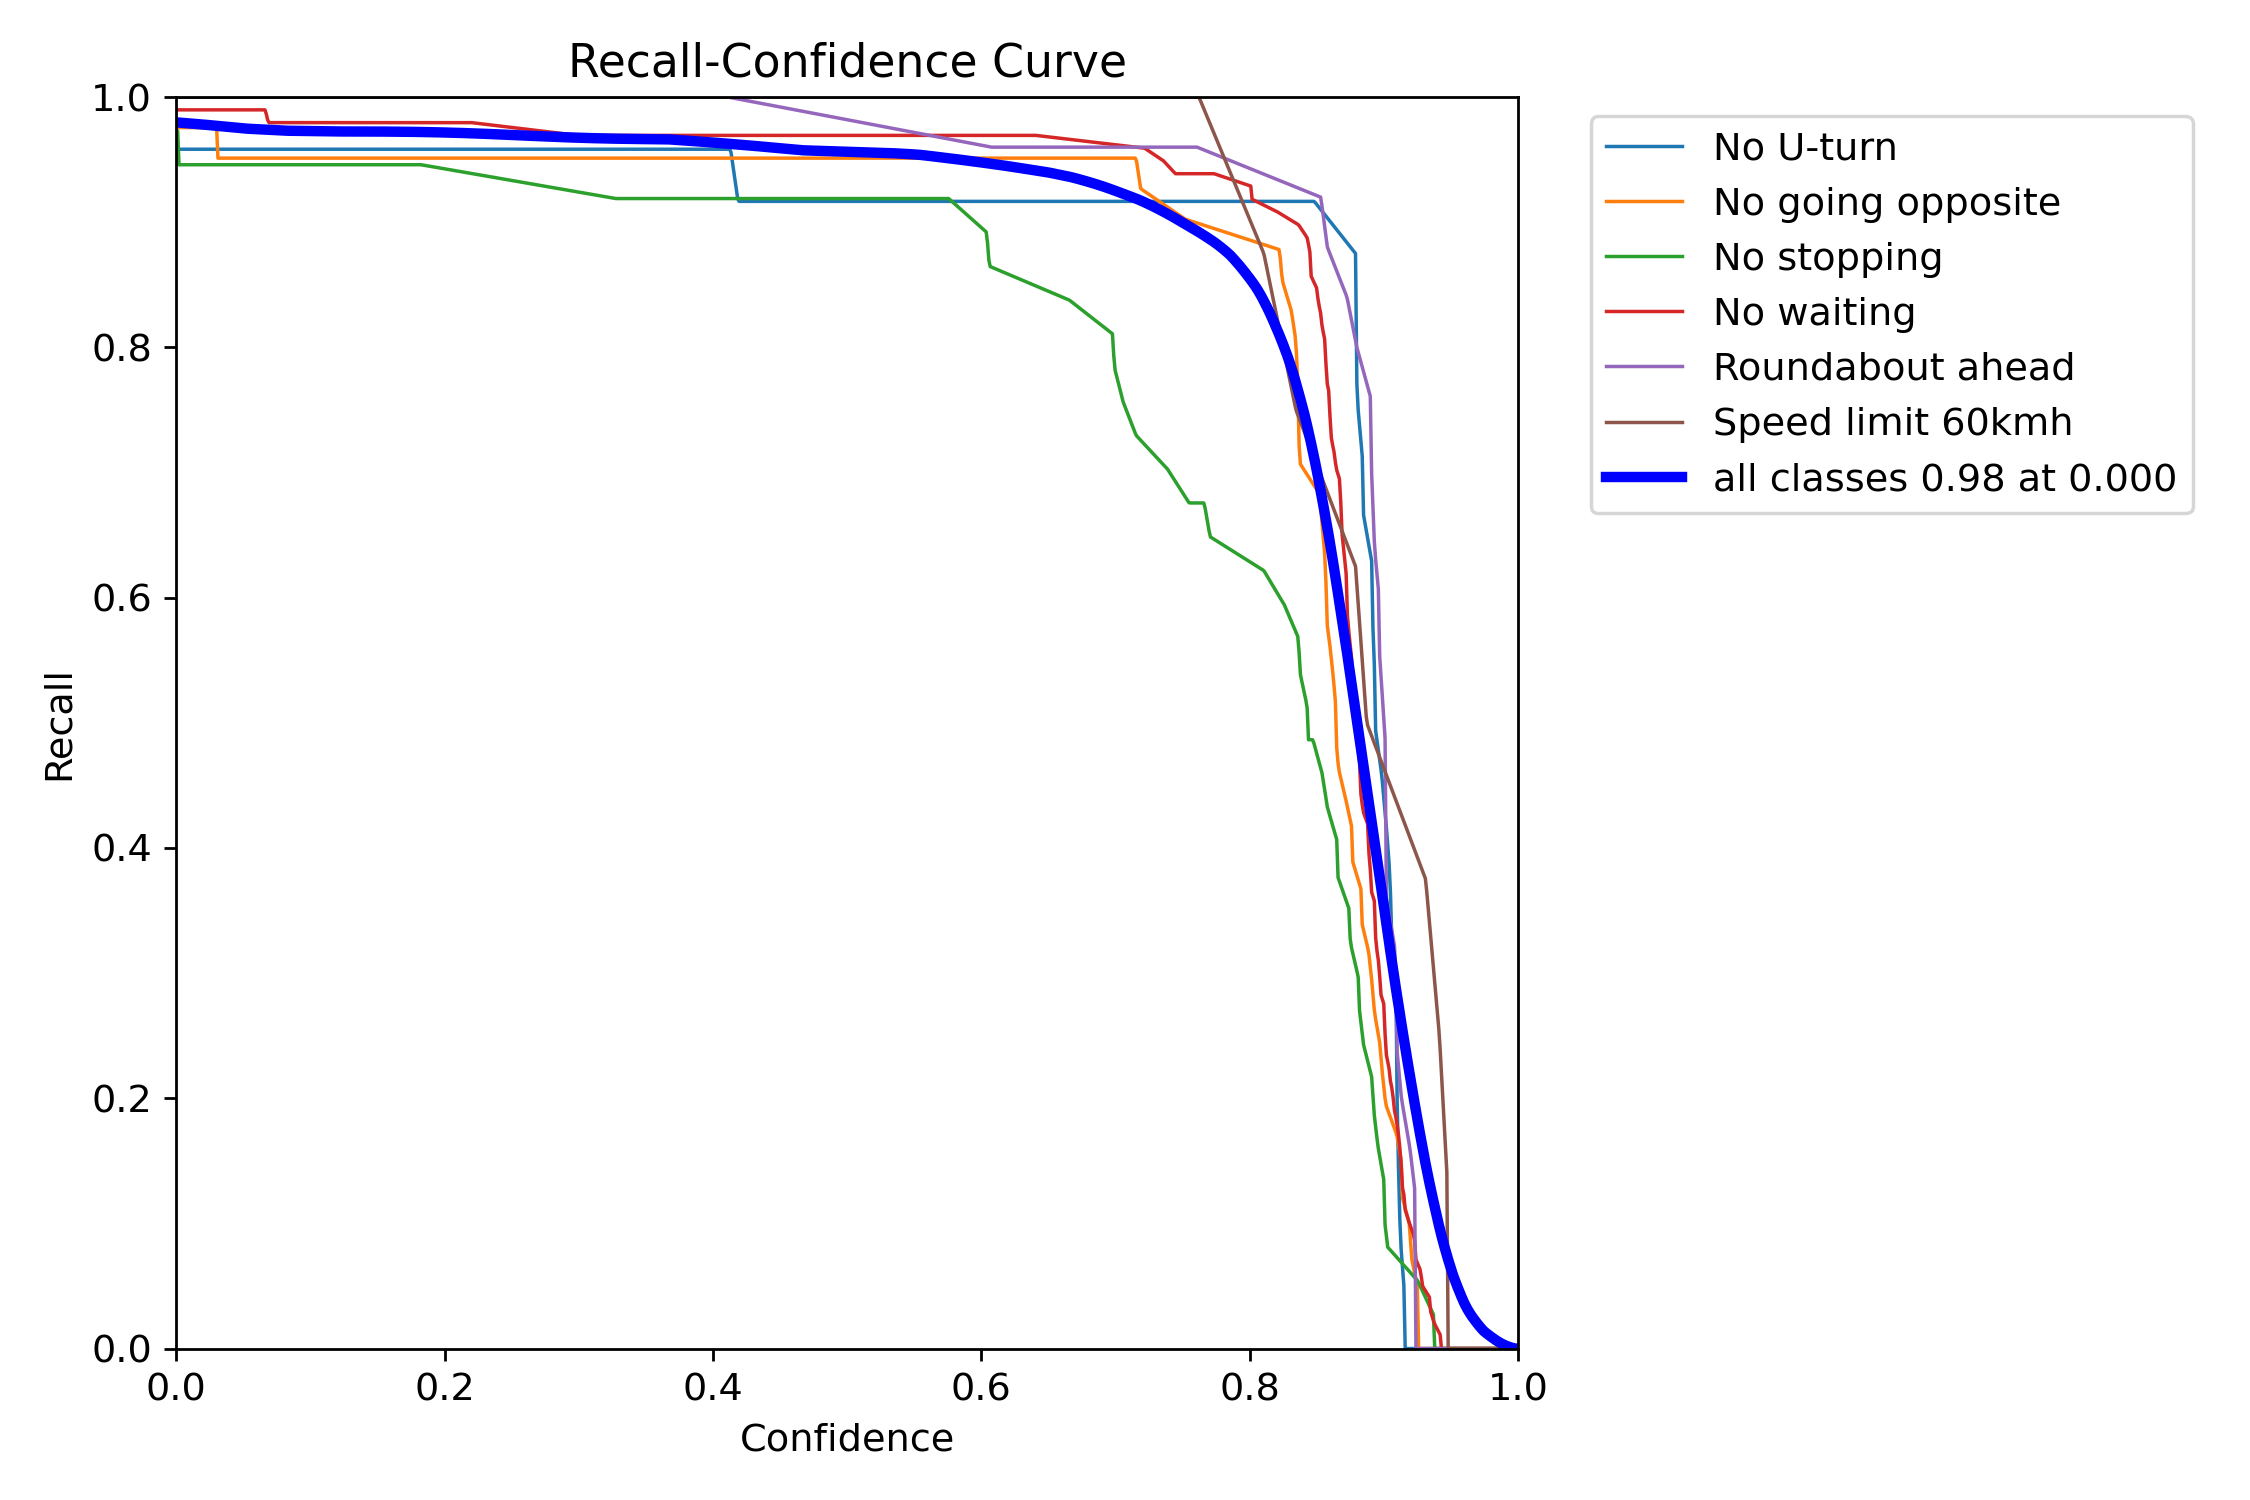 Recall-Confidence Curve
1.0
0.8
0.6
0.4
0.2
0.0
Recall
0.0 0.2 0.4 0.6 0.8 1.0
Confidence
No U-turn
No going opposite
No stopping
No waiting
Roundabout ahead
Speed limit 60kmh
all classes 0.98 at 0.000